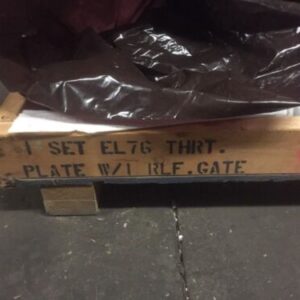 1 SET EL7G THRT.
PLATE W/1 RLF. GATE